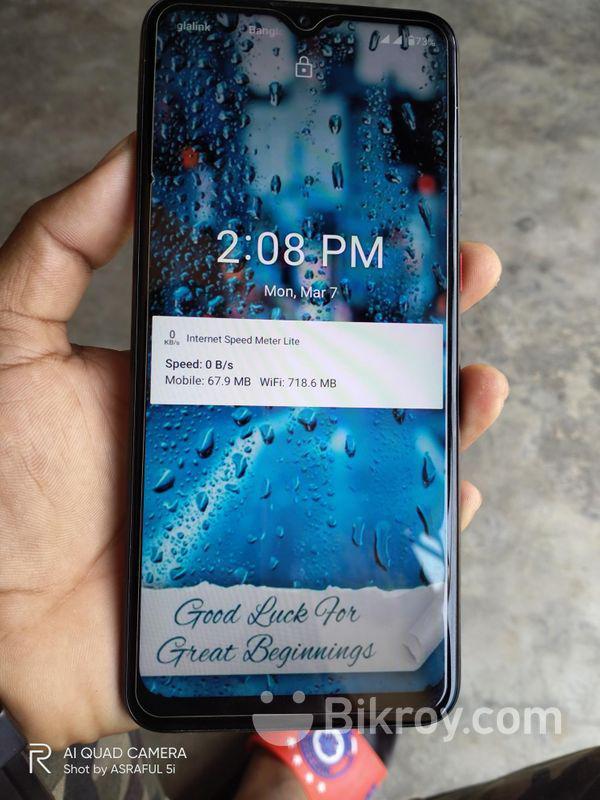 glalink
Bangl
73%
2:08 PM
Mon, Mar 7
0
KB/s
Internet Speed Meter Lite
Speed: 0 B/s
Mobile: 67.9 MB WiFi: 718.6 MB
Good Luck For
Great Beginnings
Bikroy.com
R
AI QUAD CAMERA
Shot by ASRAFUL 5i